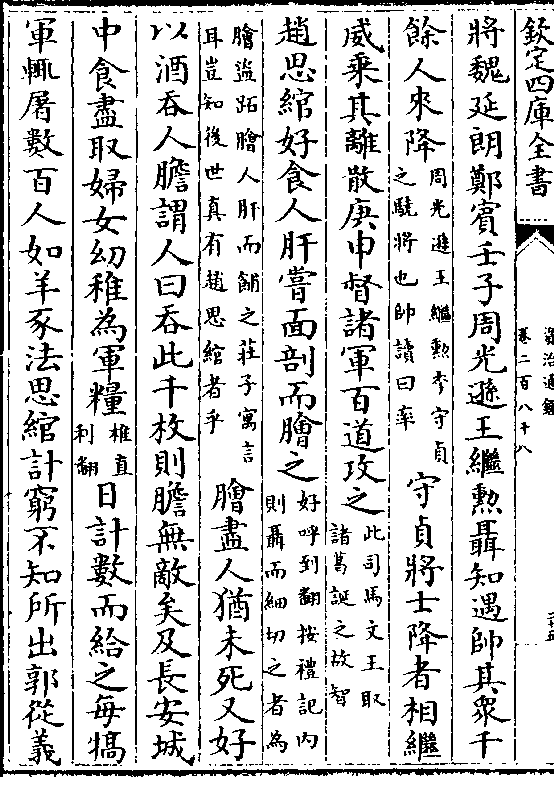 欽定四庫全書
資治通鑑
卷二百八十八
將魏延朗鄭賓壬子周光遜王繼勲聶知遇帥其衆千
餘人來降周光遜王繼勲李守貞之驍將也帥讀曰率守貞將士降者相繼
威乗其離散庚申督諸軍百道攻之此司馬文王取諸葛誕之故智
趙思綰好食人肝嘗面剖而膾之好呼到翻按禮記内則聶而細切之者為
膾盜跖膾人肝而餔之莊子寓言耳豈知後世真有趙思綰者乎膾盡人猶未死又好
以酒吞人膽謂人曰吞此千枚則膽無敵矣及長安城
中食盡取婦女幼稚為軍糧稚直利翻日計數而給之每犒
軍輒屠數百人如羊豕法思綰計窮不知所出郭從義